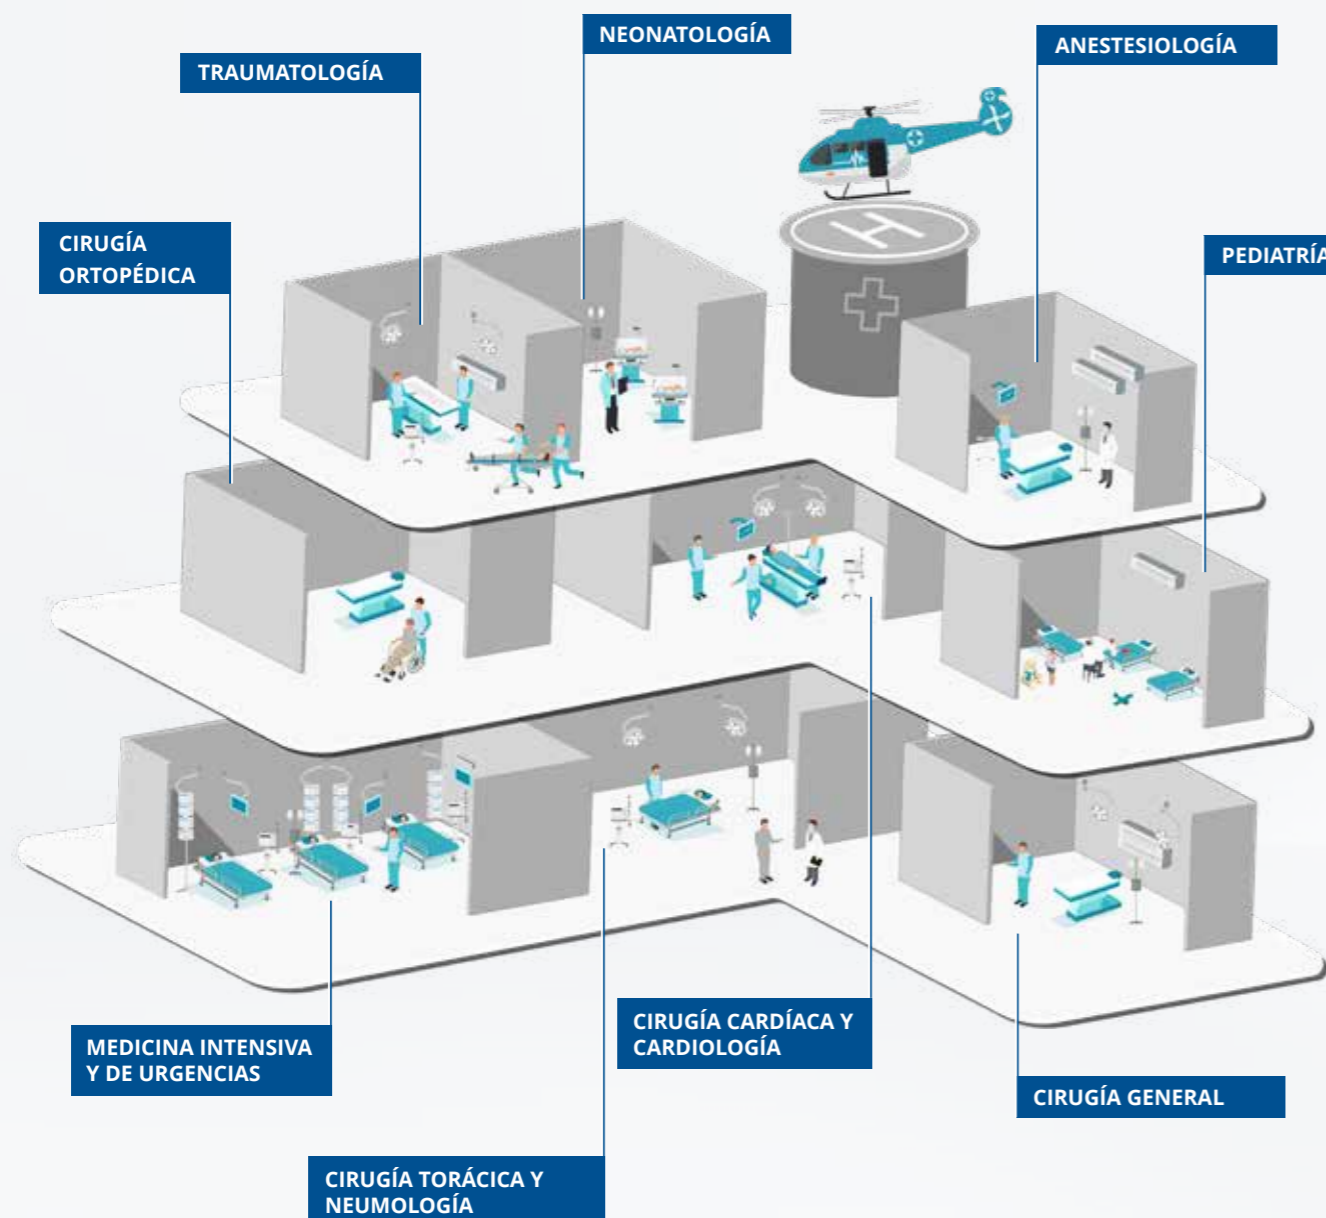 NEONATOLOGÍA
ANESTESIOLOGÍA
TRAUMATOLOGÍA
CIRUGÍA
ORTOPÉDICA
PEDIATRÍA
H
CIRUGÍA CARDÍACA Y
CARDIOLOGÍA
MEDICINA INTENSIVA
Y DE URGENCIAS
CIRUGÍA GENERAL
CIRUGÍA TORÁCICA Y
NEUMOLOGÍA